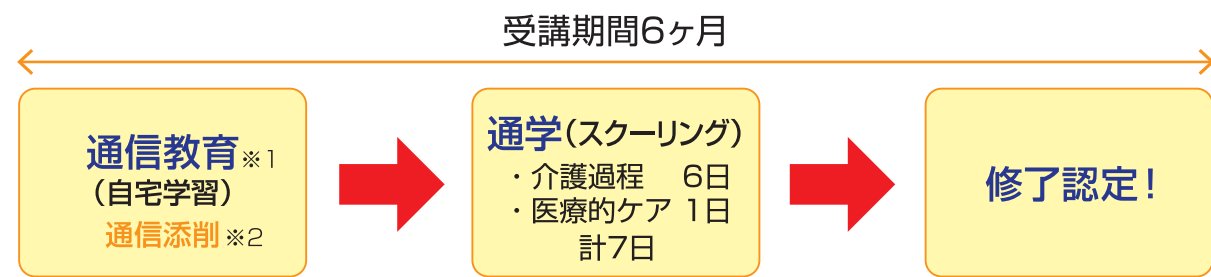 受講期間6ヶ月
通信教育※1
（自宅学習）
通信添削※2
通学（スクーリング）
・介護過程　6日
・医療的ケア 1日
計7日
修了認定！